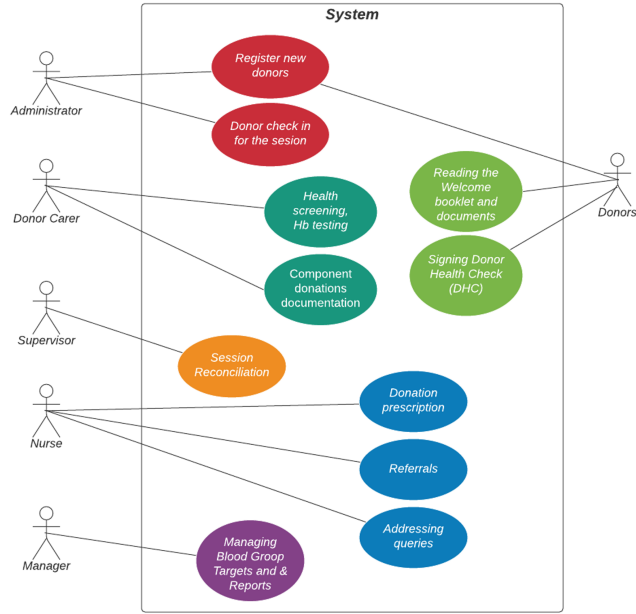 System
Register new
donors
Administrator
Donor check in
for the sesion
Reading the
Welcome
booklet and
documents
Donors
Health
screening,
Hb testing
Donor Carer
Signing Donor
Health Check
(DHC)
Component
donations
documentation
Supervisor
Session
Reconciliation
Donation
prescription
Nurse
Referrals
Addressing
queries
Managing
Blood Groop
Targets and &
Reports
Manager